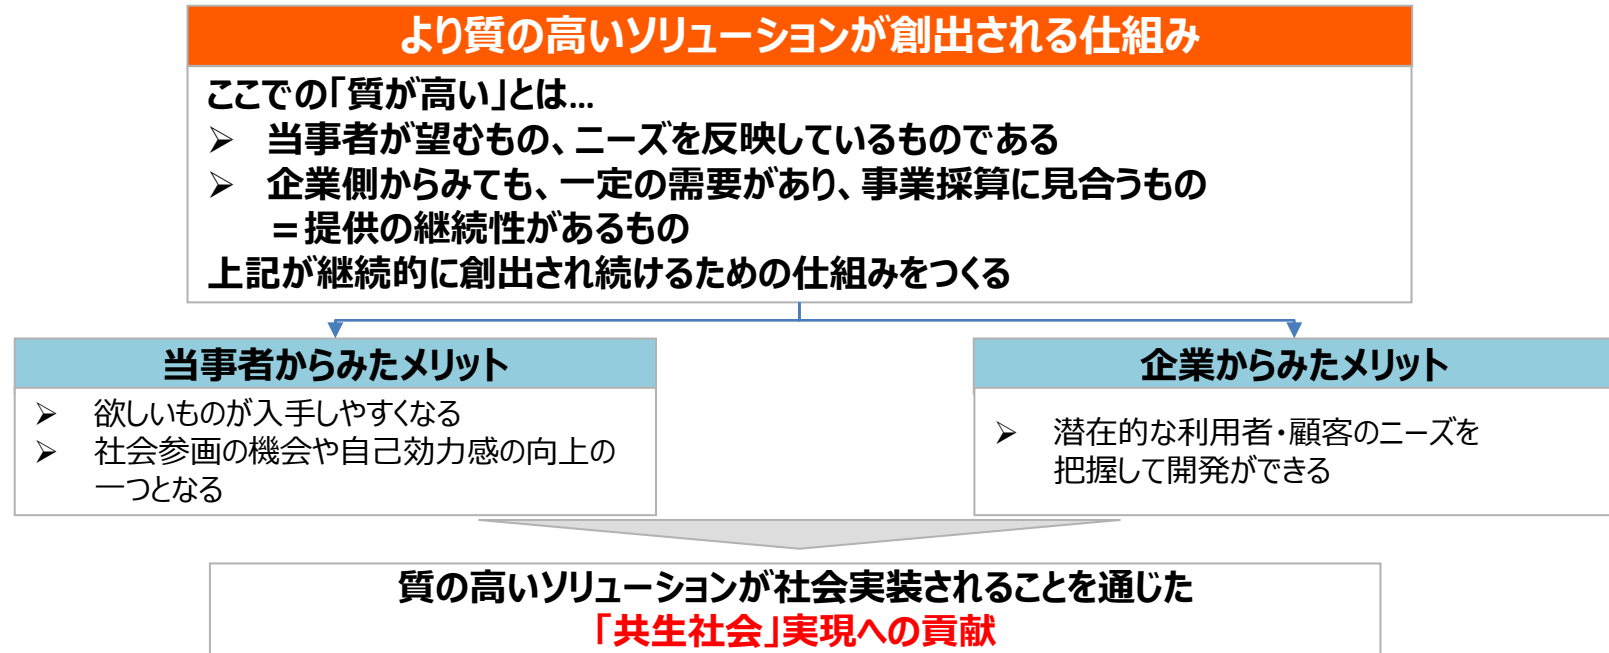 より質の高いソリューションが創出される仕組み
ここでの「質が高い」とは…
➢ 当事者が望むもの、ニーズを反映しているものである
➢ 企業側からみても、一定の需要があり、事業採算に見合うもの
＝提供の継続性があるもの
上記が継続的に創出され続けるための仕組みをつくる
当事者からみたメリット
➢ 欲しいものが入手しやすくなる
➢ 社会参画の機会や自己効力感の向上の
一つとなる
企業からみたメリット
➢ 潜在的な利用者・顧客のニーズを
把握して開発ができる
質の高いソリューションが社会実装されることを通じた
「共生社会」実現への貢献